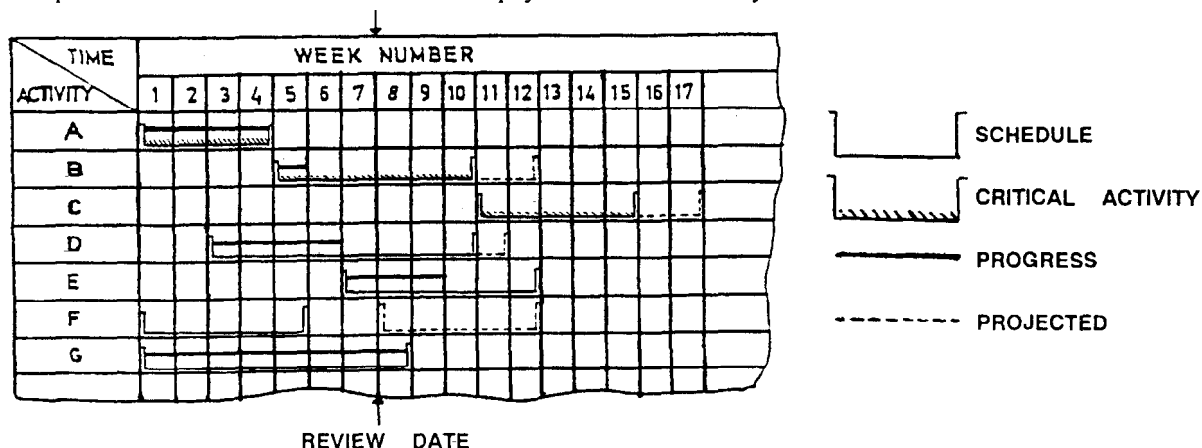 TIME
WEEK NUMBER
ACTIVITY 1 2 3 4 5 6 7 8 9 10 11 12 13 14 15 16 17
A
B
C
D
E
F
G
REVIEW DATE
SCHEDULE
CRITICAL ACTIVITY
PROGRESS
PROJECTED